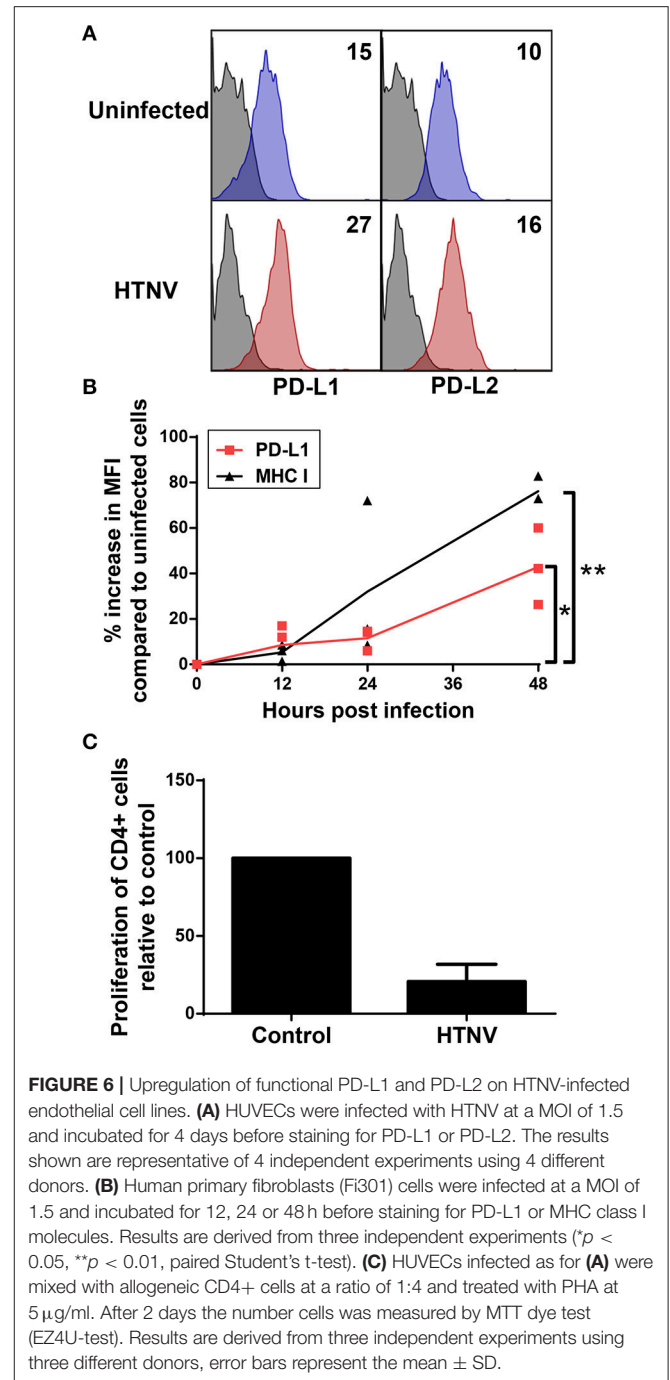 A
Uninfected
15
10
HTNV
27
16
PD-L1
PD-L2
B
% increase in MFI
compared to uninfected cells
100
80
60
40
20
0
PD-L1
MHC I
*
**
0
12
24
36
48
Hours post infection
C
Proliferation of CD4+ cells
relative to control
150
100
50
0
Control
HTNV
FIGURE 6 | Upregulation of functional PD-L1 and PD-L2 on HTNV-infected
endothelial cell lines. (A) HUVECs were infected with HTNV at a MOI of 1.5
and incubated for 4 days before staining for PD-L1 or PD-L2. The results
shown are representative of 4 independent experiments using 4 different
donors. (B) Human primary fibroblasts (Fi301) cells were infected at a MOI of
1.5 and incubated for 12, 24 or 48 h before staining for PD-L1 or MHC class I
molecules. Results are derived from three independent experiments (*p <
0.05, **p < 0.01, paired Student's t-test). (C) HUVECs infected as for (A) were
mixed with allogeneic CD4+ cells at a ratio of 1:4 and treated with PHA at
5 μg/ml. After 2 days the number cells was measured by MTT dye test
(EZ4U-test). Results are derived from three independent experiments using
three different donors, error bars represent the mean ± SD.